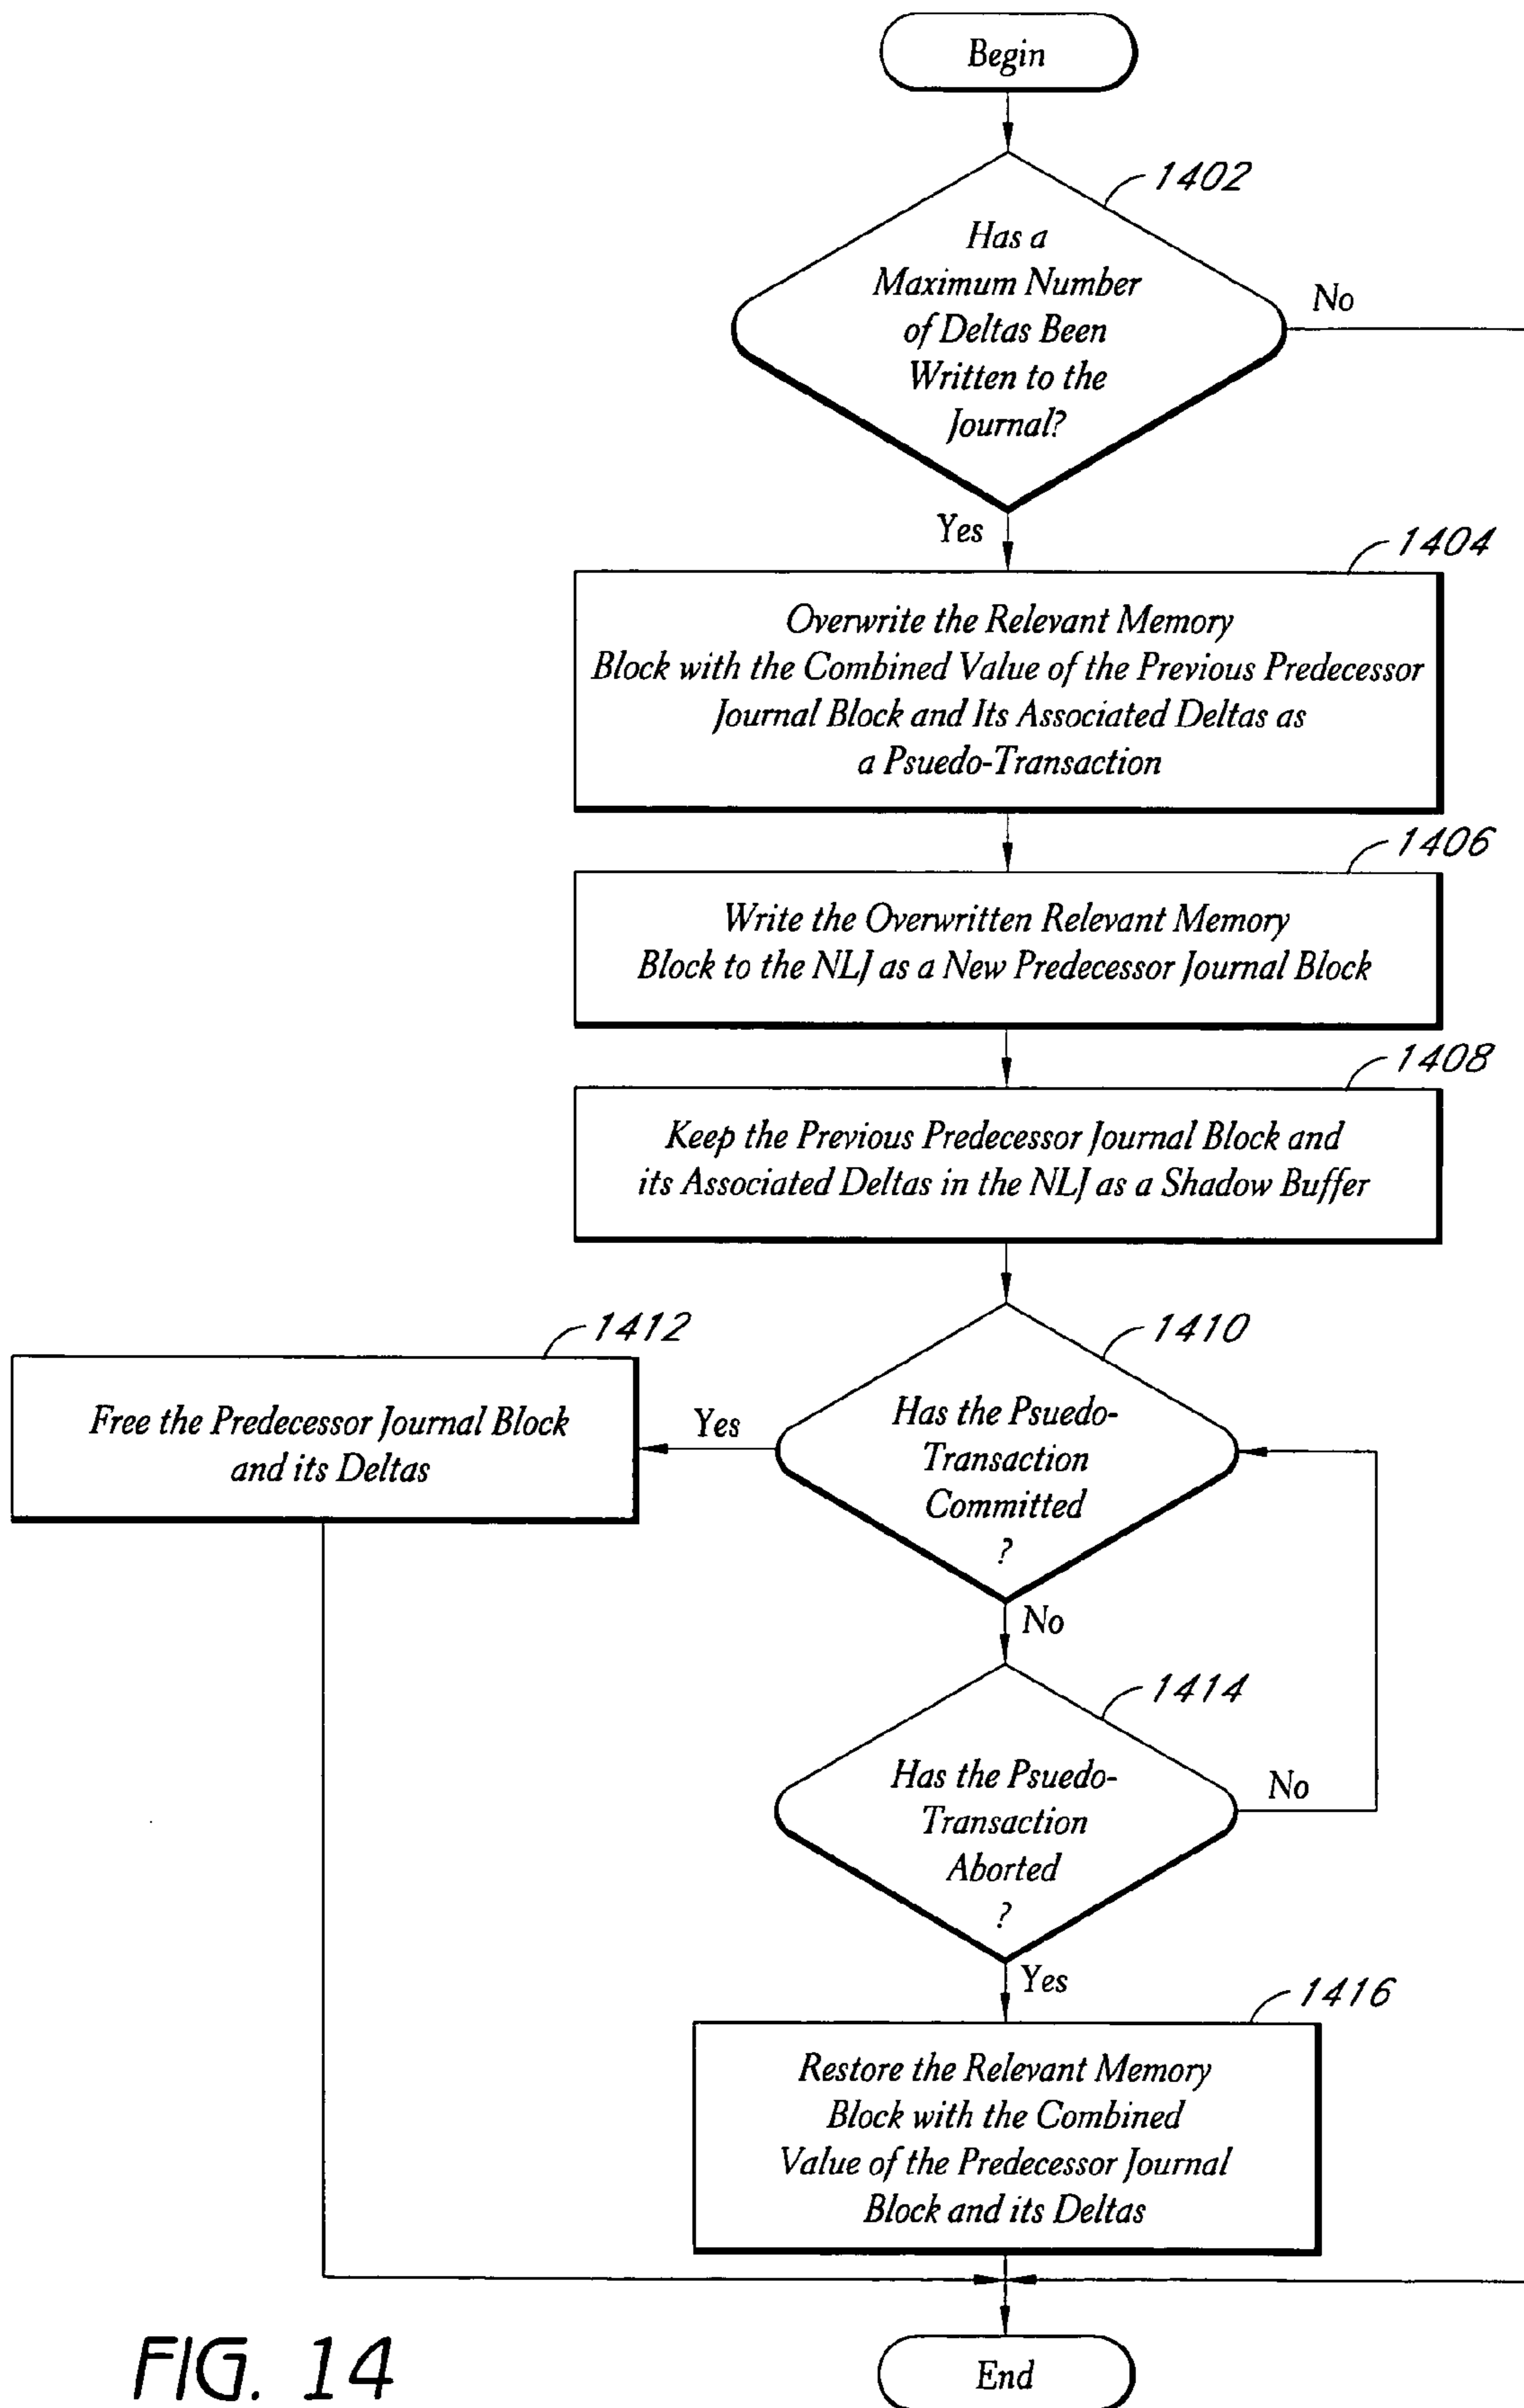 Begin
1402
Has a
Maximum Number
of Deltas Been
Written to the
Journal?
No
Yes
1404
Overwrite the Relevant Memory
Block with the Combined Value of the Previous Predecessor
Journal Block and Its Associated Deltas as
a Psuedo-Transaction
1406
Write the Overwritten Relevant Memory
Block to the NLJ as a New Predecessor Journal Block
1408
Keep the Previous Predecessor Journal Block and
its Associated Deltas in the NLJ as a Shadow Buffer
1412
Free the Predecessor Journal Block
and its Deltas
Yes
1410
Has the Psuedo-
Transaction
Committed
?
No
1414
Has the Psuedo-
Transaction
Aborted
?
No
Yes
1416
Restore the Relevant Memory
Block with the Combined
Value of the Predecessor Journal
Block and its Deltas
End
FIG. 14